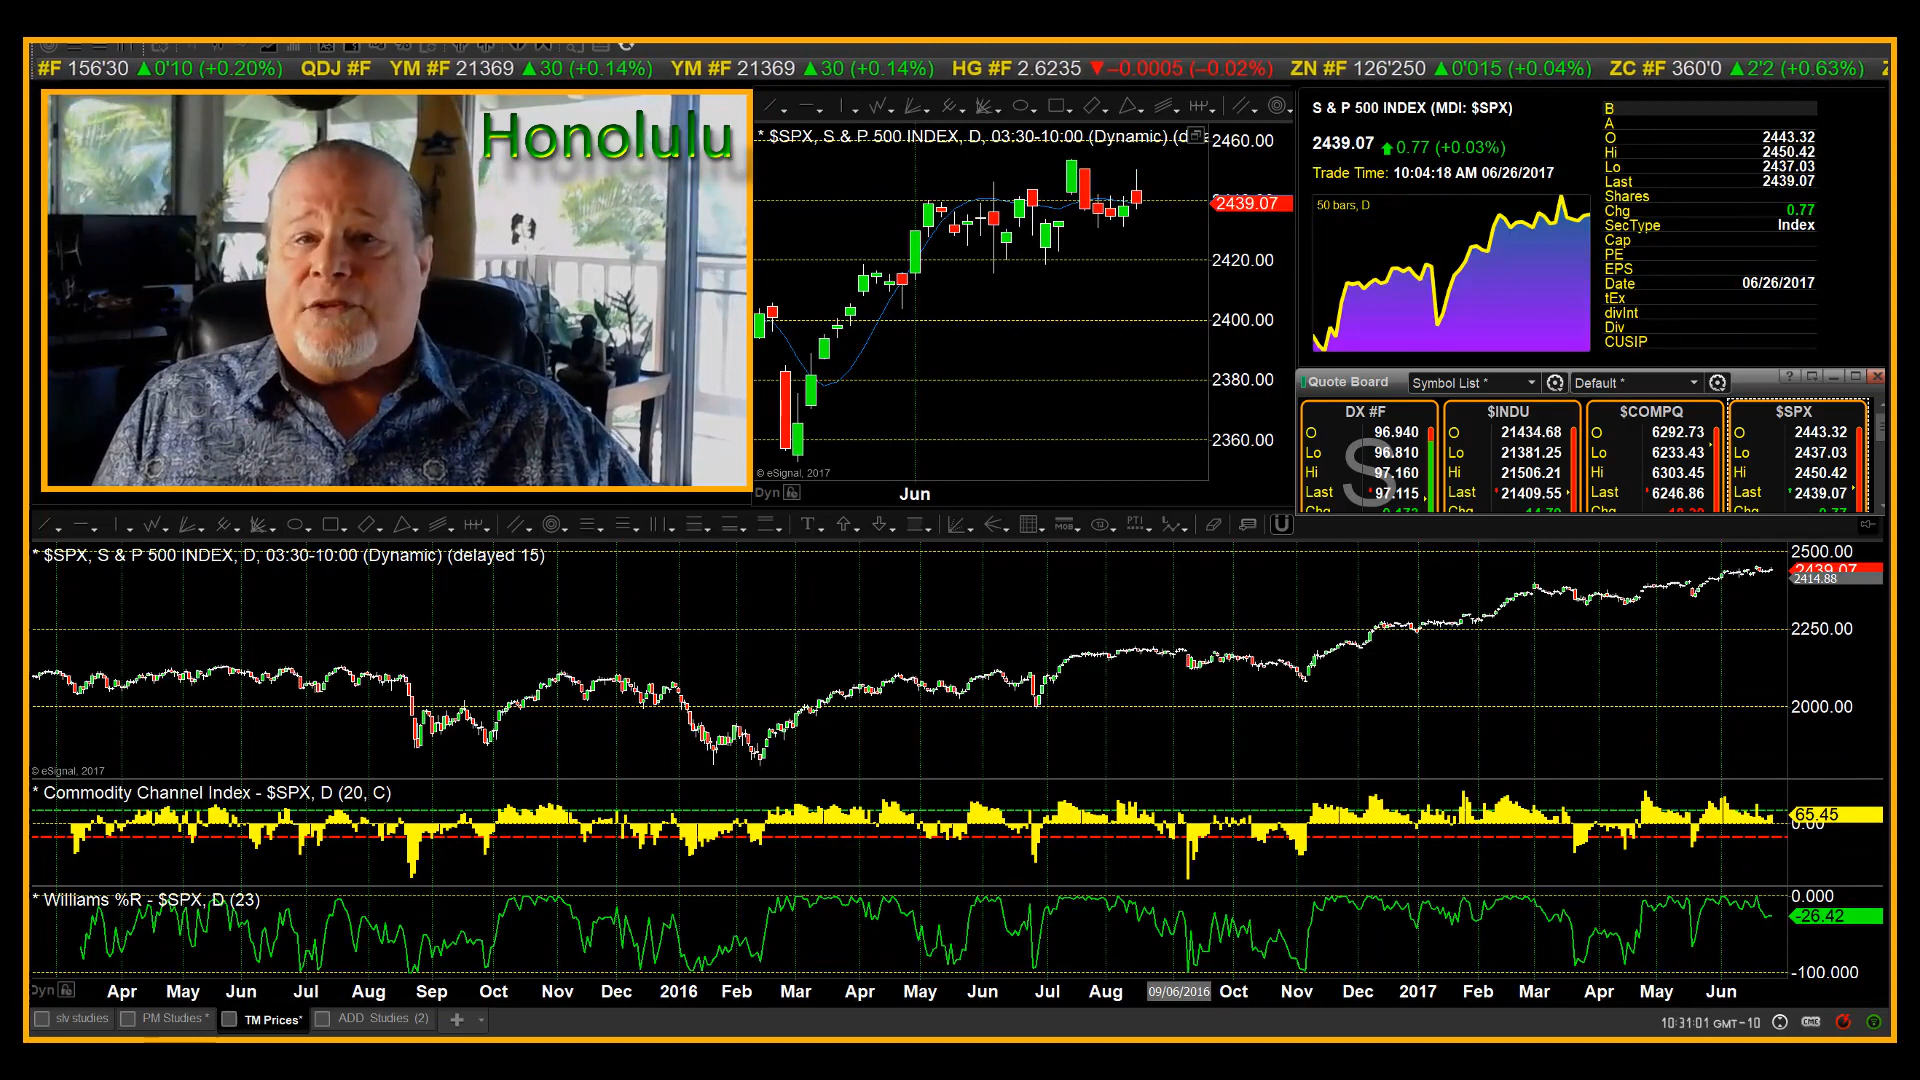 #F 156'30 ▲0'10 (+0.20%) QDJ #F YM #F 21369 ▲30 (+0.14%) YM #F 21369 ▲30 (+0.14%) HG #F 2.6235 ▼-0.0005 (-0.02%) ZN #F 126'250 ▲0'015 (+0.04%) ZC #F 360'0 ▲2'2 (+0.63%)
Honolulu
* $SPX, S & P 500 INDEX, D, 03:30-10:00 (Dynamic)
2460.00
2439.07
2420.00
2400.00
2380.00
2360.00
© eSignal, 2017
Dyn
Jun
S & P 500 INDEX (MDI: $SPX)
2439.07 0.77 (+0.03%)
Trade Time: 10:04:18 AM 06/26/2017
50 bars, D
B
A
O 2443.32
Hi 2450.42
Lo 2437.03
Last 2439.07
Shares
Chg 0.77
SecType Index
Cap
PE
EPS
Date 06/26/2017
tEx
divInt
Div
CUSIP
Quote Board Symbol List * Default *
DX #F $INDU $COMPQ $SPX
O 96.940 O 21434.68 O 6292.73 O 2443.32
Lo 96.810 Lo 21381.25 Lo 6233.43 Lo 2437.03
Hi 97.160 Hi 21506.21 Hi 6303.45 Hi 2450.42
Last 97.115 Last 21409.55 Last 6246.86 Last 2439.07
S
* $SPX, S & P 500 INDEX, D, 03:30-10:00 (Dynamic) (delayed 15)
2500.00
2439.07
2414.88
2250.00
2000.00
© eSignal, 2017
* Commodity Channel Index - $SPX, D (20, C)
65.45
0.00
* Williams %R - $SPX, D (23)
0.000
-26.42
-100.000
Dyn Apr May Jun Jul Aug Sep Oct Nov Dec 2016 Feb Mar Apr May Jun Jul Aug 09/06/2016 Oct Nov Dec 2017 Feb Mar Apr May Jun
slv studies PM Studies * TM Prices* ADD Studies (2) +
10:31:01 GMT-10